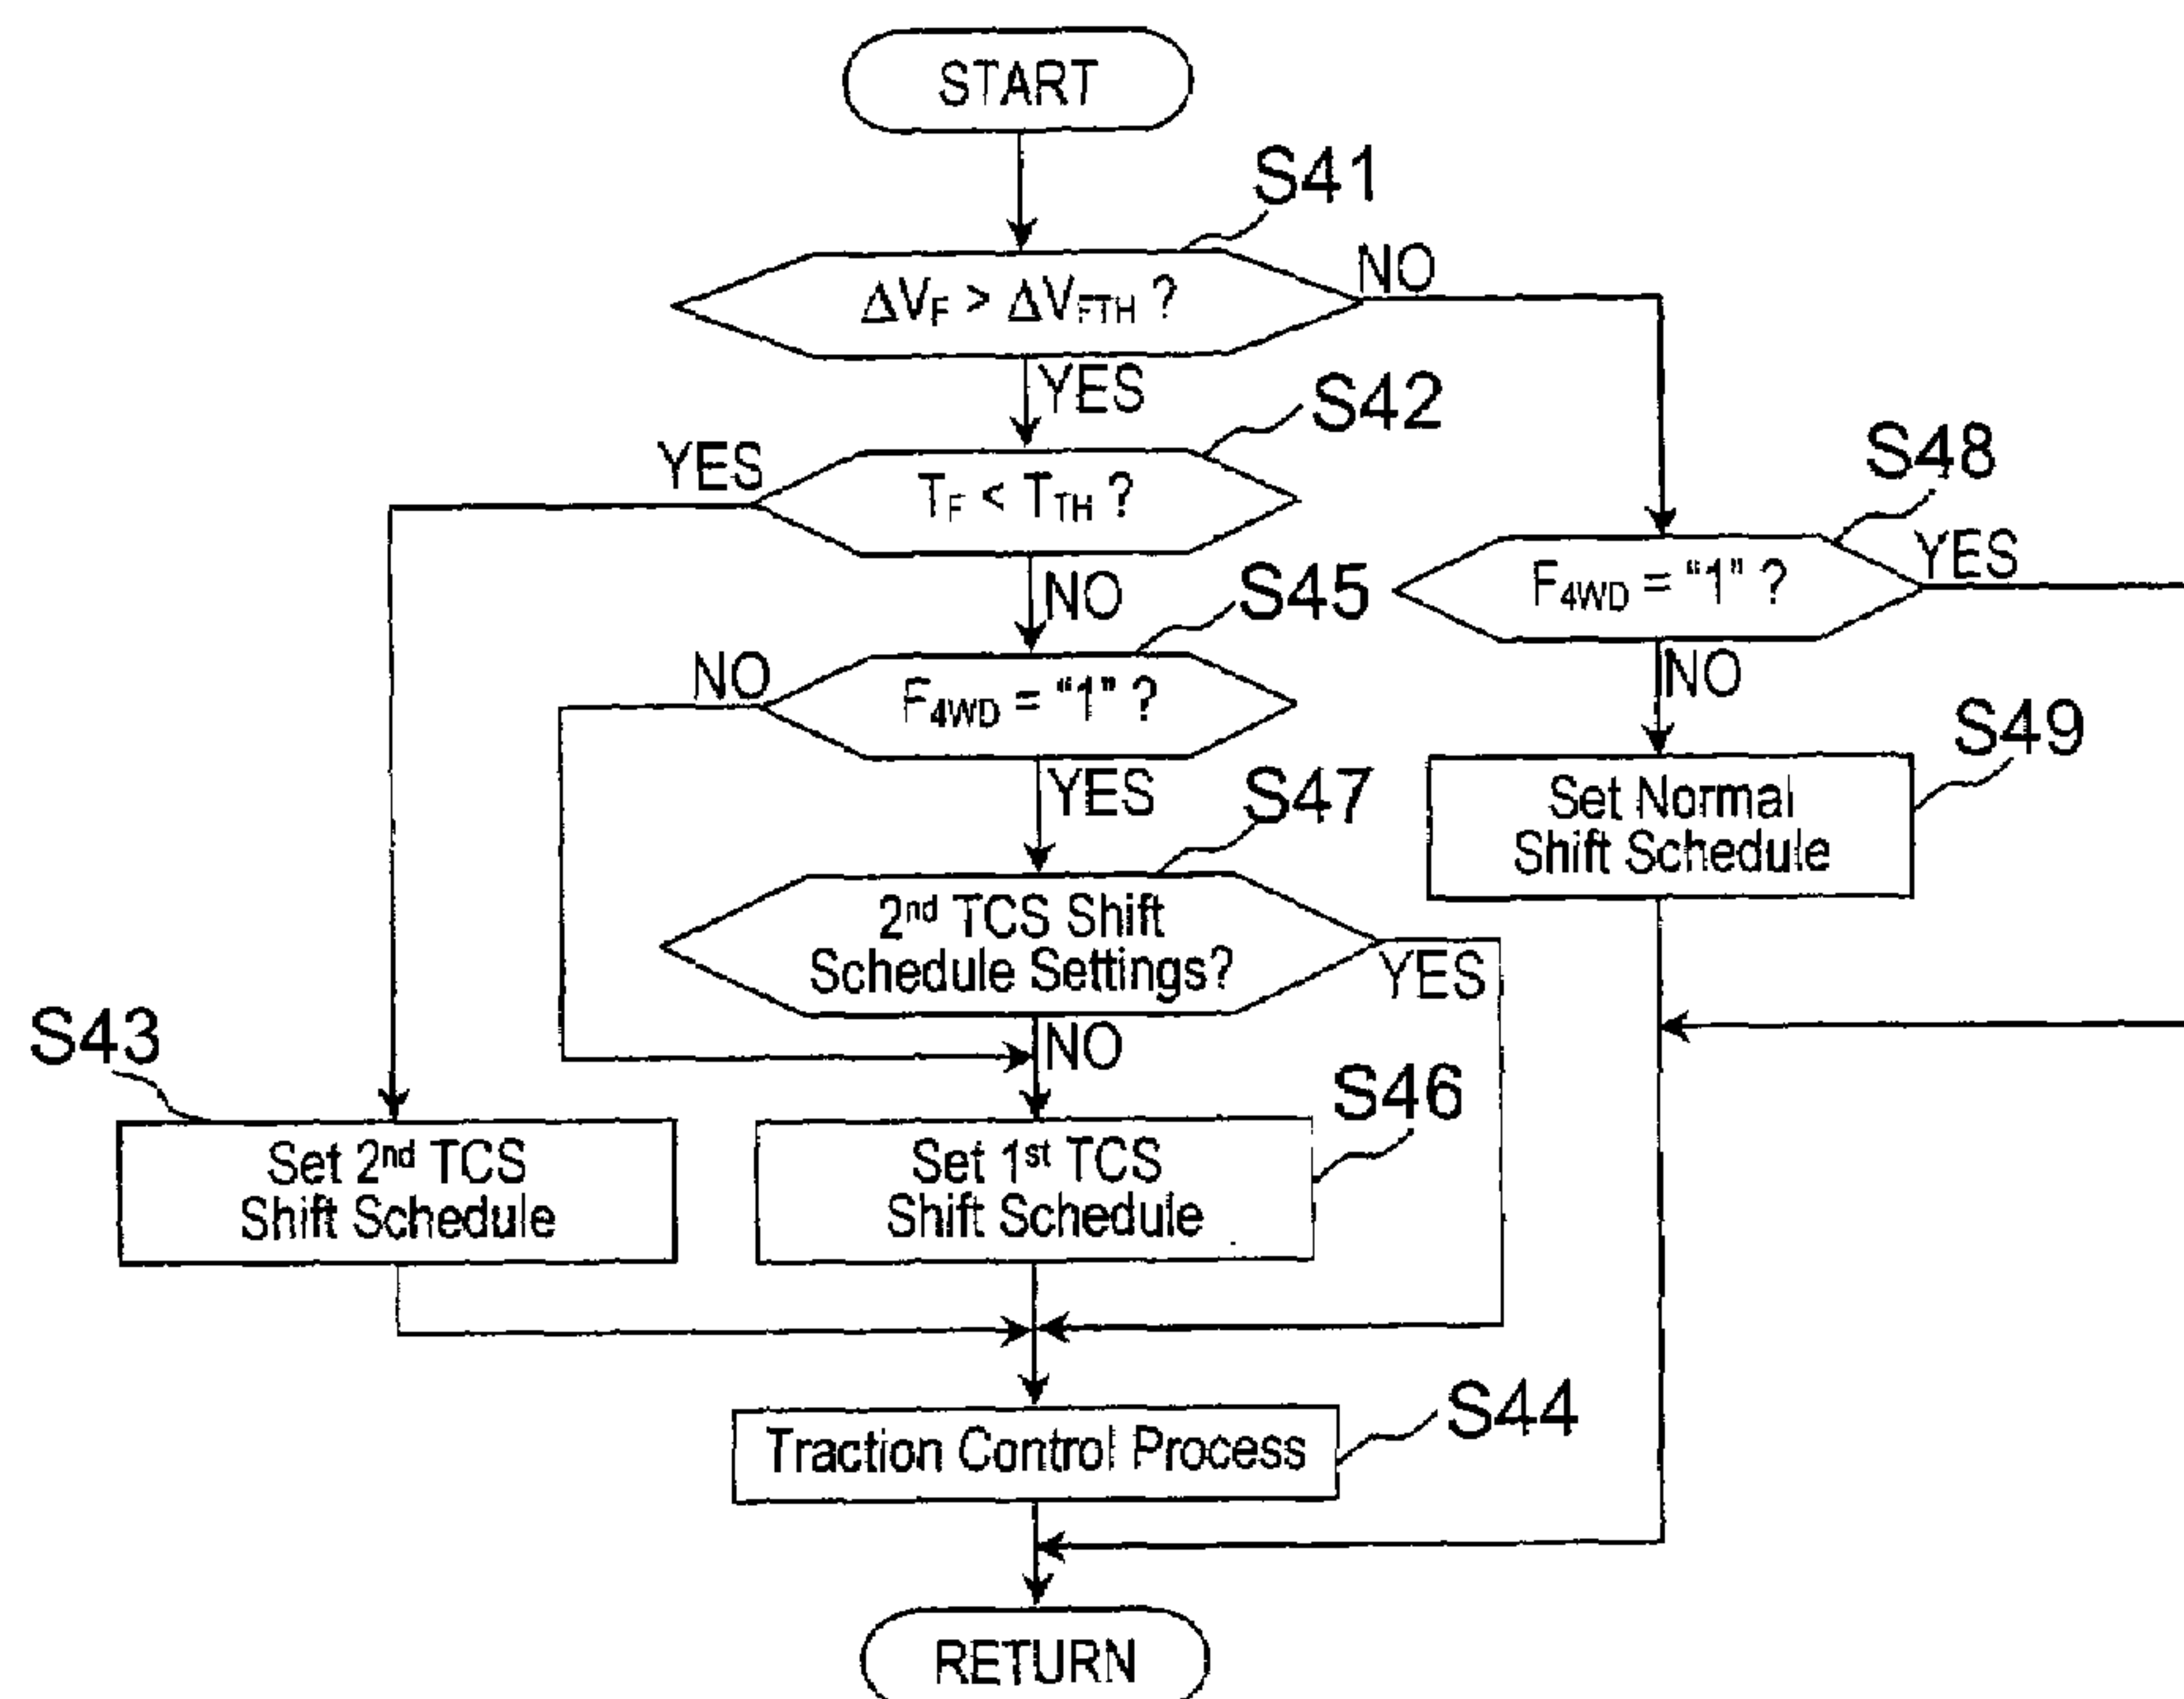 START
S41
ΔVF > ΔVFTH ?
NO
YES
S42
YES
TF < TTH ?
S48
YES
NO
S45
F4WD = "1" ?
NO
NO
F4WD = "1" ?
S49
YES
S47
Set Normal
Shift Schedule
2nd TCS Shift
Schedule Settings?
YES
S43
NO
S46
Set 2nd TCS
Shift Schedule
Set 1st TCS
Shift Schedule
S44
Traction Control Process
RETURN